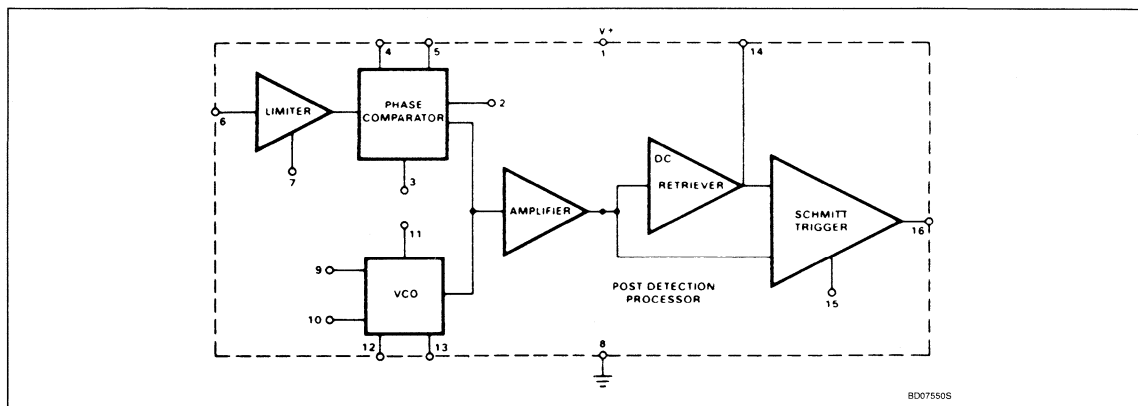 V+
4
5
1
14
LIMITER
PHASE
COMPARATOR
2
6
7
3
DC
RETRIEVER
AMPLIFIER
SCHMITT
TRIGGER
16
11
9
VCO
10
POST DETECTION
PROCESSOR
15
12
13
8
BD07550S